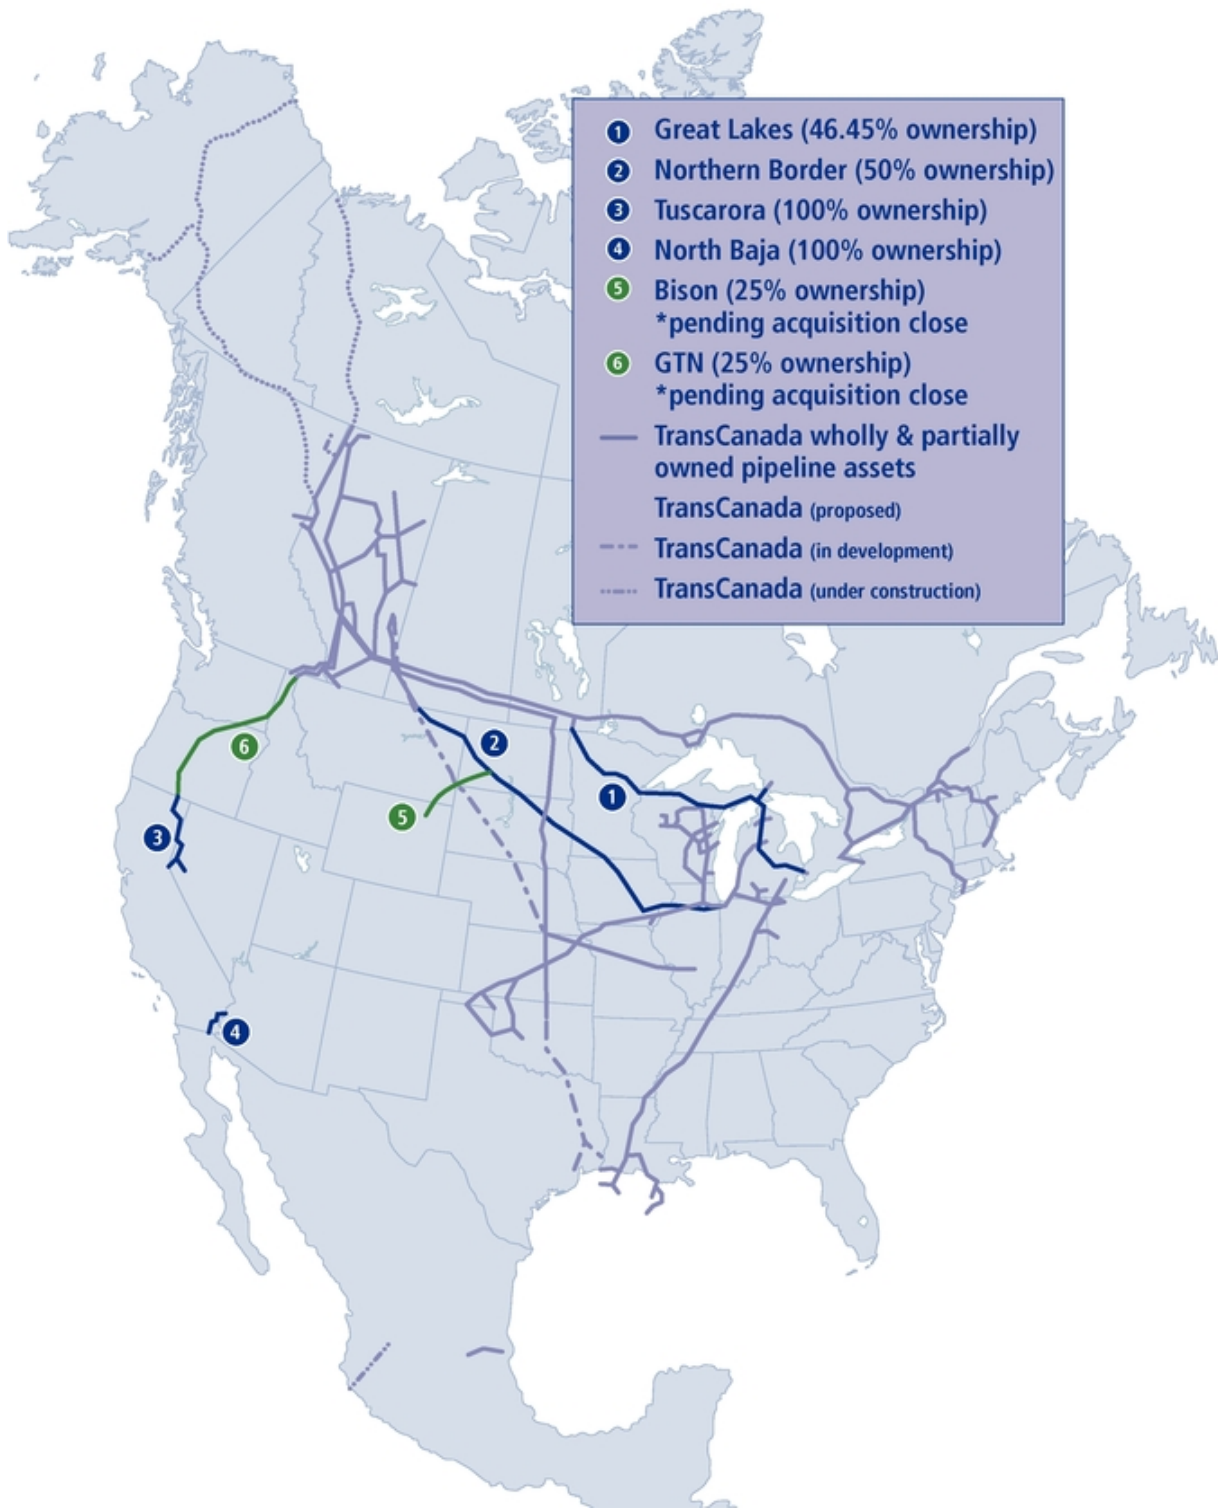 1 Great Lakes (46.45% ownership)
2 Northern Border (50% ownership)
3 Tuscarora (100% ownership)
4 North Baja (100% ownership)
5 Bison (25% ownership)
*pending acquisition close
6 GTN (25% ownership)
*pending acquisition close
TransCanada wholly & partially
owned pipeline assets
TransCanada (proposed)
TransCanada (in development)
TransCanada (under construction)
2
6
1
5
3
4